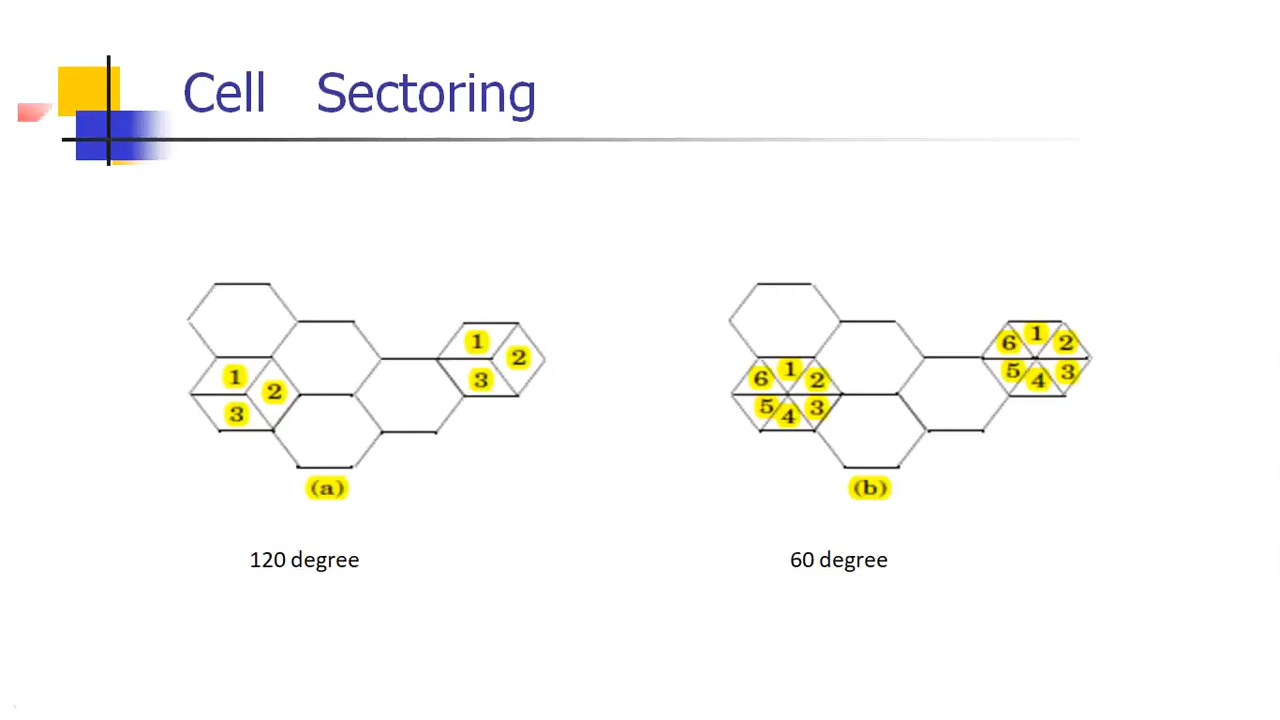 Cell Sectoring
1
2
3
1
2
3
(a)
120 degree
6 1 2
5 4 3
6 1 2
5 4 3
(b)
60 degree